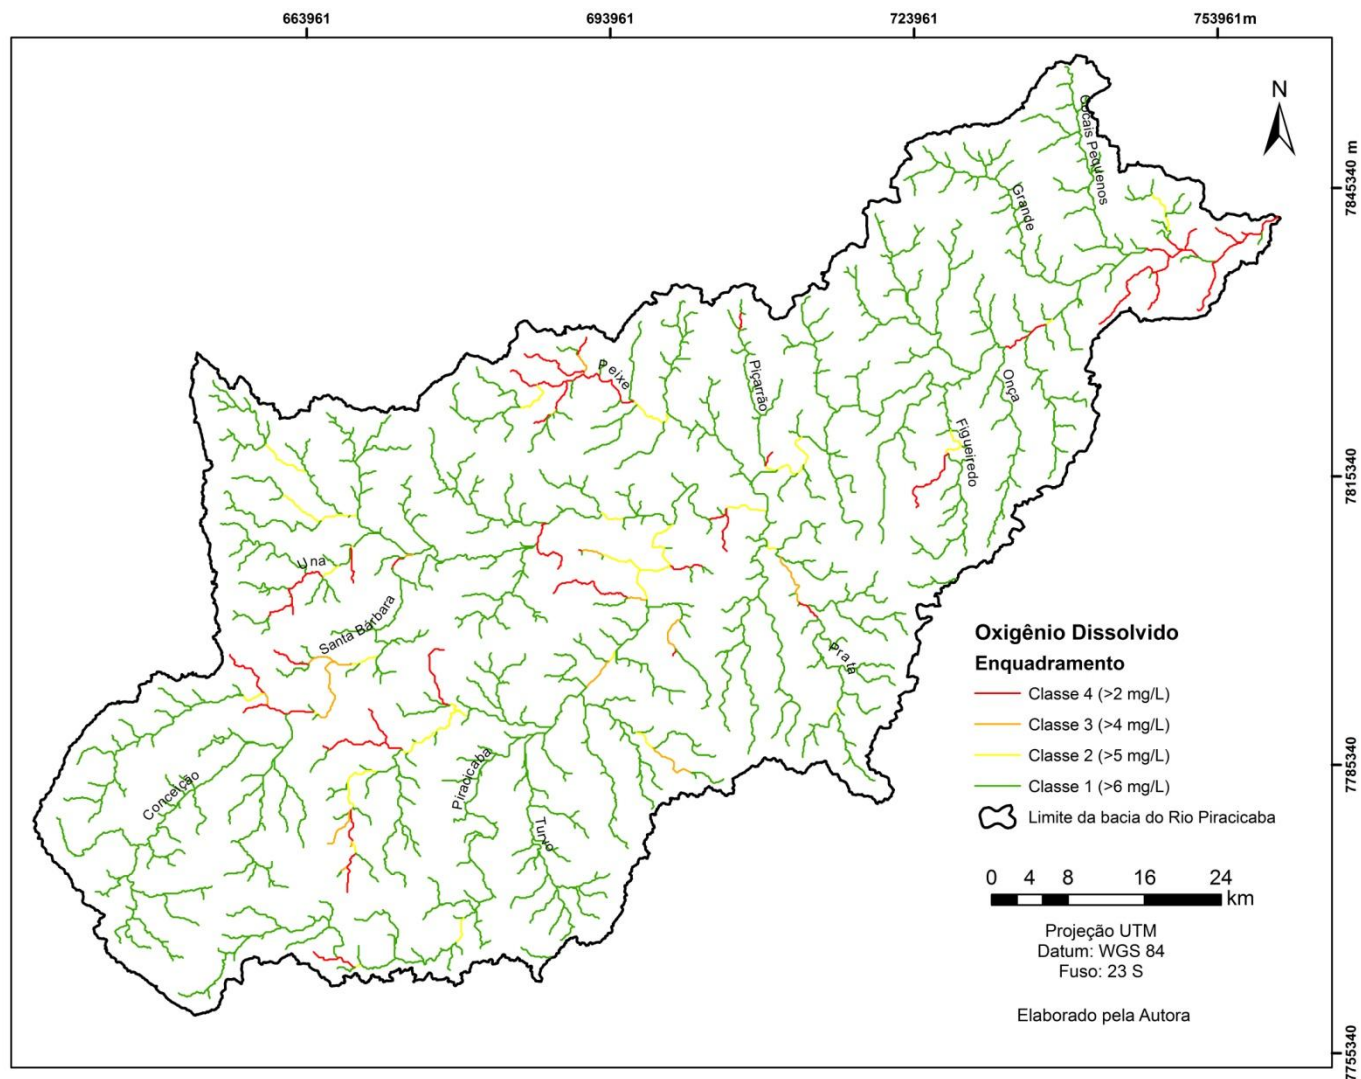 663961
693961
723961
753961 m
N
7845340 m
7815340
7785340
7755340
Cocais Pequenos
Grande
Peixe
Piçarrão
Onça
Figueiredo
Una
Santa Bárbara
Prata
Conceição
Piracicaba
Turvo
Oxigênio Dissolvido
Enquadramento
Classe 4 (>2 mg/L)
Classe 3 (>4 mg/L)
Classe 2 (>5 mg/L)
Classe 1 (>6 mg/L)
Limite da bacia do Rio Piracicaba
0 4 8 16 24
km
Projeção UTM
Datum: WGS 84
Fuso: 23 S
Elaborado pela Autora